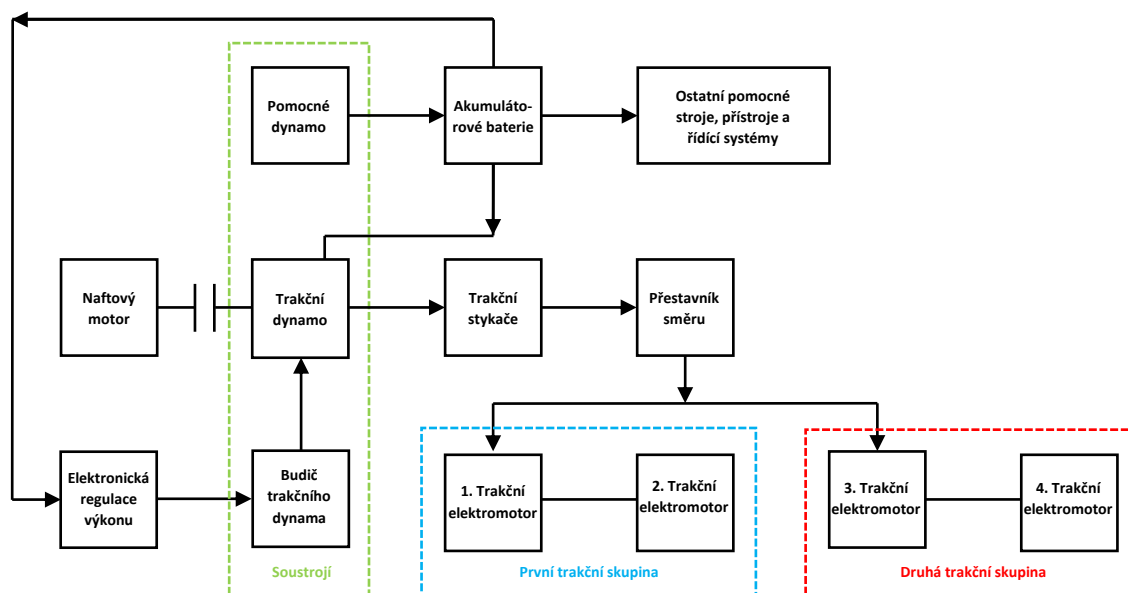 Pomocné
dynamo
Akumuláto-
rové baterie
Ostatní pomocné
stroje, přístroje a
řídící systémy
Naftový
motor
Trakční
dynamo
Trakční
stykače
Přestavník
směru
Elektronická
regulace
výkonu
Budič
trakčního
dynama
1. Trakční
elektromotor
2. Trakční
elektromotor
3. Trakční
elektromotor
4. Trakční
elektromotor
Soustrojí
První trakční skupina
Druhá trakční skupina